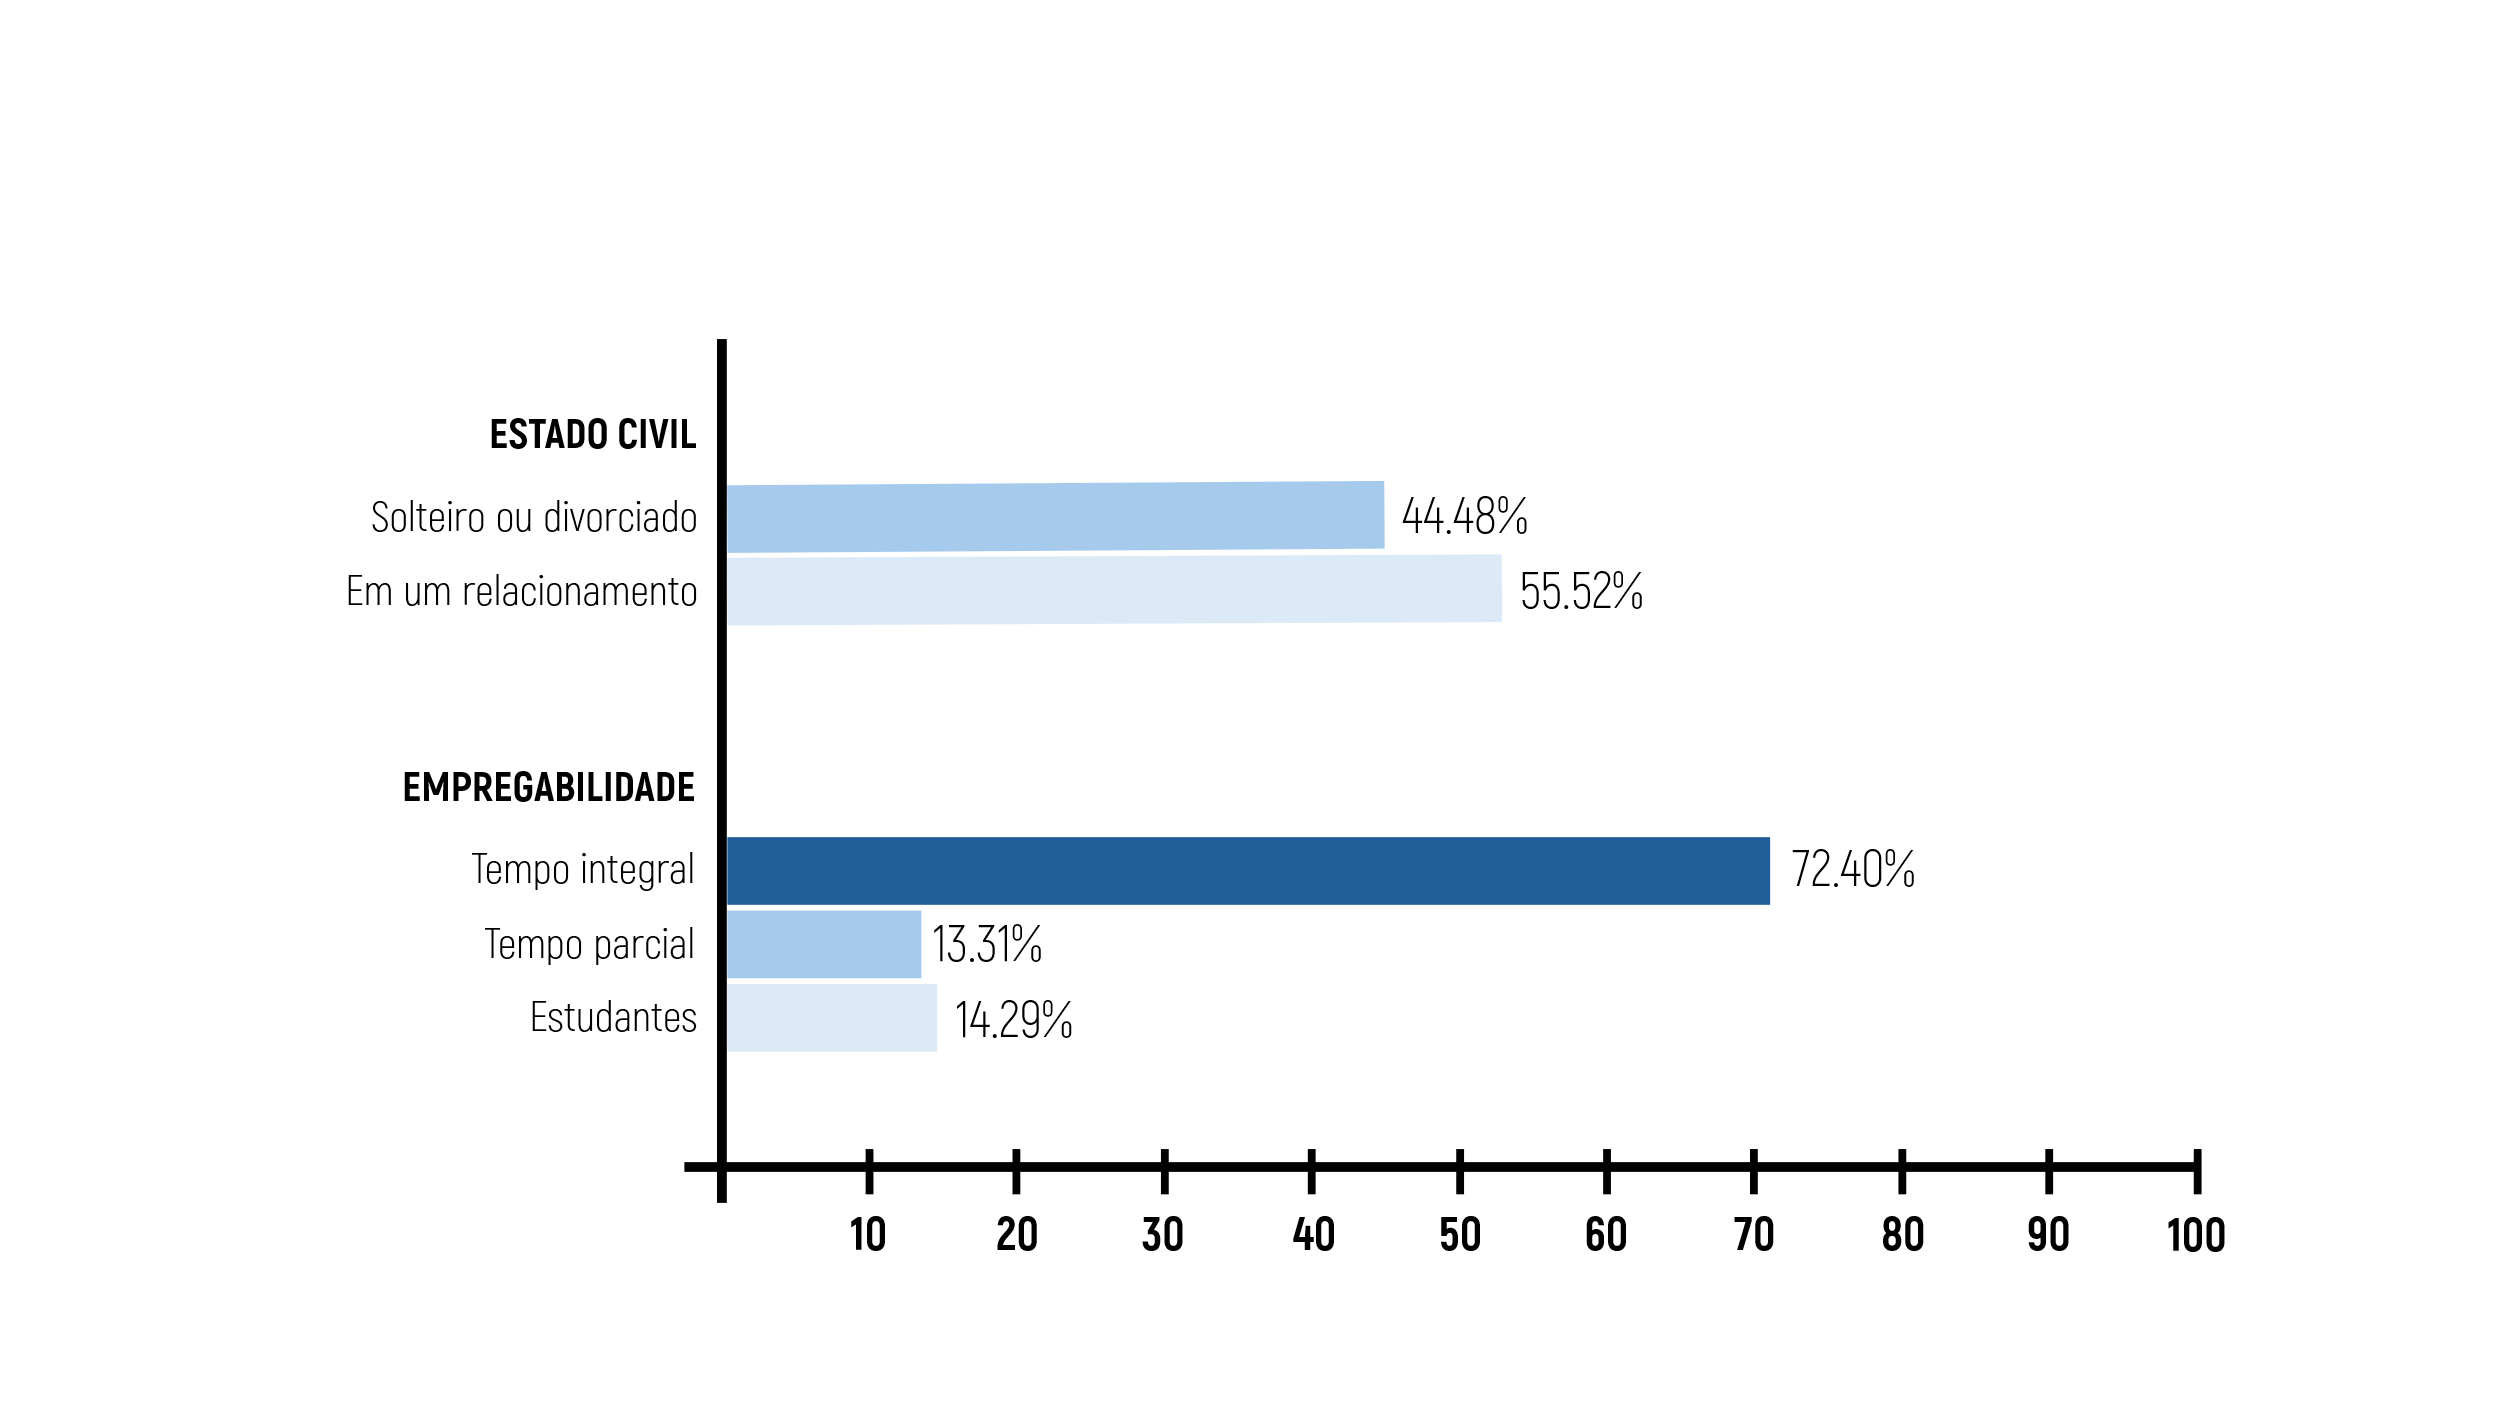 ESTADO CIVIL
Solteiro ou divorciado 44.48%
Em um relacionamento 55.52%
EMPREGABILIDADE
Tempo integral 72.40%
Tempo parcial 13.31%
Estudantes 14.29%
10 20 30 40 50 60 70 80 90 100